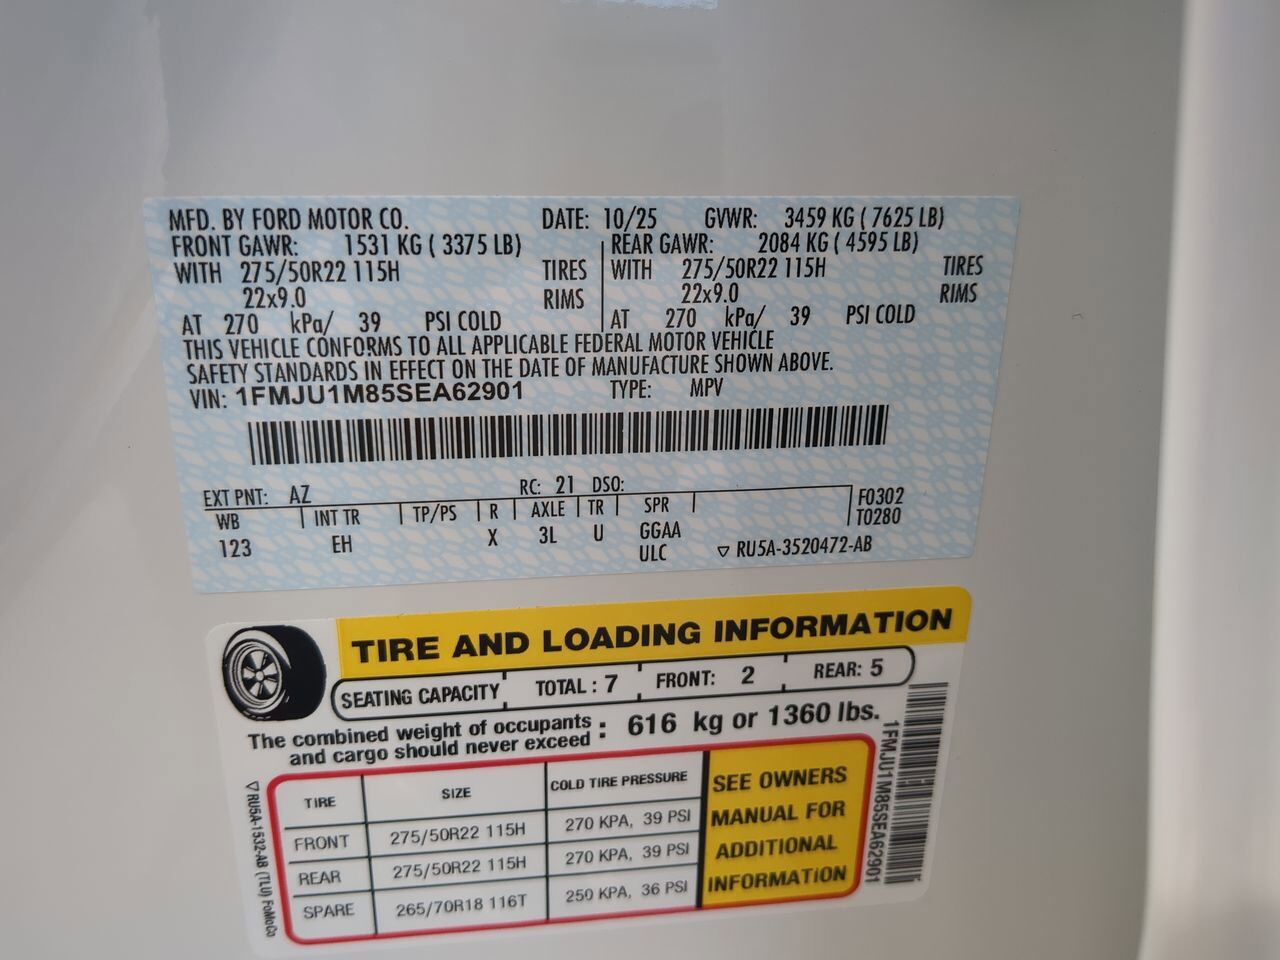 MFD. BY FORD MOTOR CO. DATE: 10/25 GVWR: 3459 KG ( 7625 LB)
FRONT GAWR: 1531 KG ( 3375 LB) REAR GAWR: 2084 KG ( 4595 LB)
WITH 275/50R22 115H TIRES WITH 275/50R22 115H TIRES
22x9.0 RIMS 22x9.0 RIMS
AT 270 kPa/ 39 PSI COLD AT 270 kPa/ 39 PSI COLD
THIS VEHICLE CONFORMS TO ALL APPLICABLE FEDERAL MOTOR VEHICLE
SAFETY STANDARDS IN EFFECT ON THE DATE OF MANUFACTURE SHOWN ABOVE.
VIN: 1FMJU1M85SEA62901 TYPE: MPV
EXT PNT: AZ RC: 21 DSO:
WB INT TR TP/PS R AXLE TR SPR F0302
T0280
123 EH X 3L U GGAA
ULC ▽ RU5A-3520472-AB
TIRE AND LOADING INFORMATION
SEATING CAPACITY TOTAL : 7 FRONT: 2 REAR: 5
The combined weight of occupants
and cargo should never exceed : 616 kg or 1360 lbs.
TIRE SIZE COLD TIRE PRESSURE
FRONT 275/50R22 115H 270 KPA, 39 PSI
REAR 275/50R22 115H 270 KPA, 39 PSI
SPARE 265/70R18 116T 250 KPA, 36 PSI
SEE OWNERS
MANUAL FOR
ADDITIONAL
INFORMATION
1FMJU1M85SEA62901
▽ RU5A-1532-AB (TLU) FoMoCo